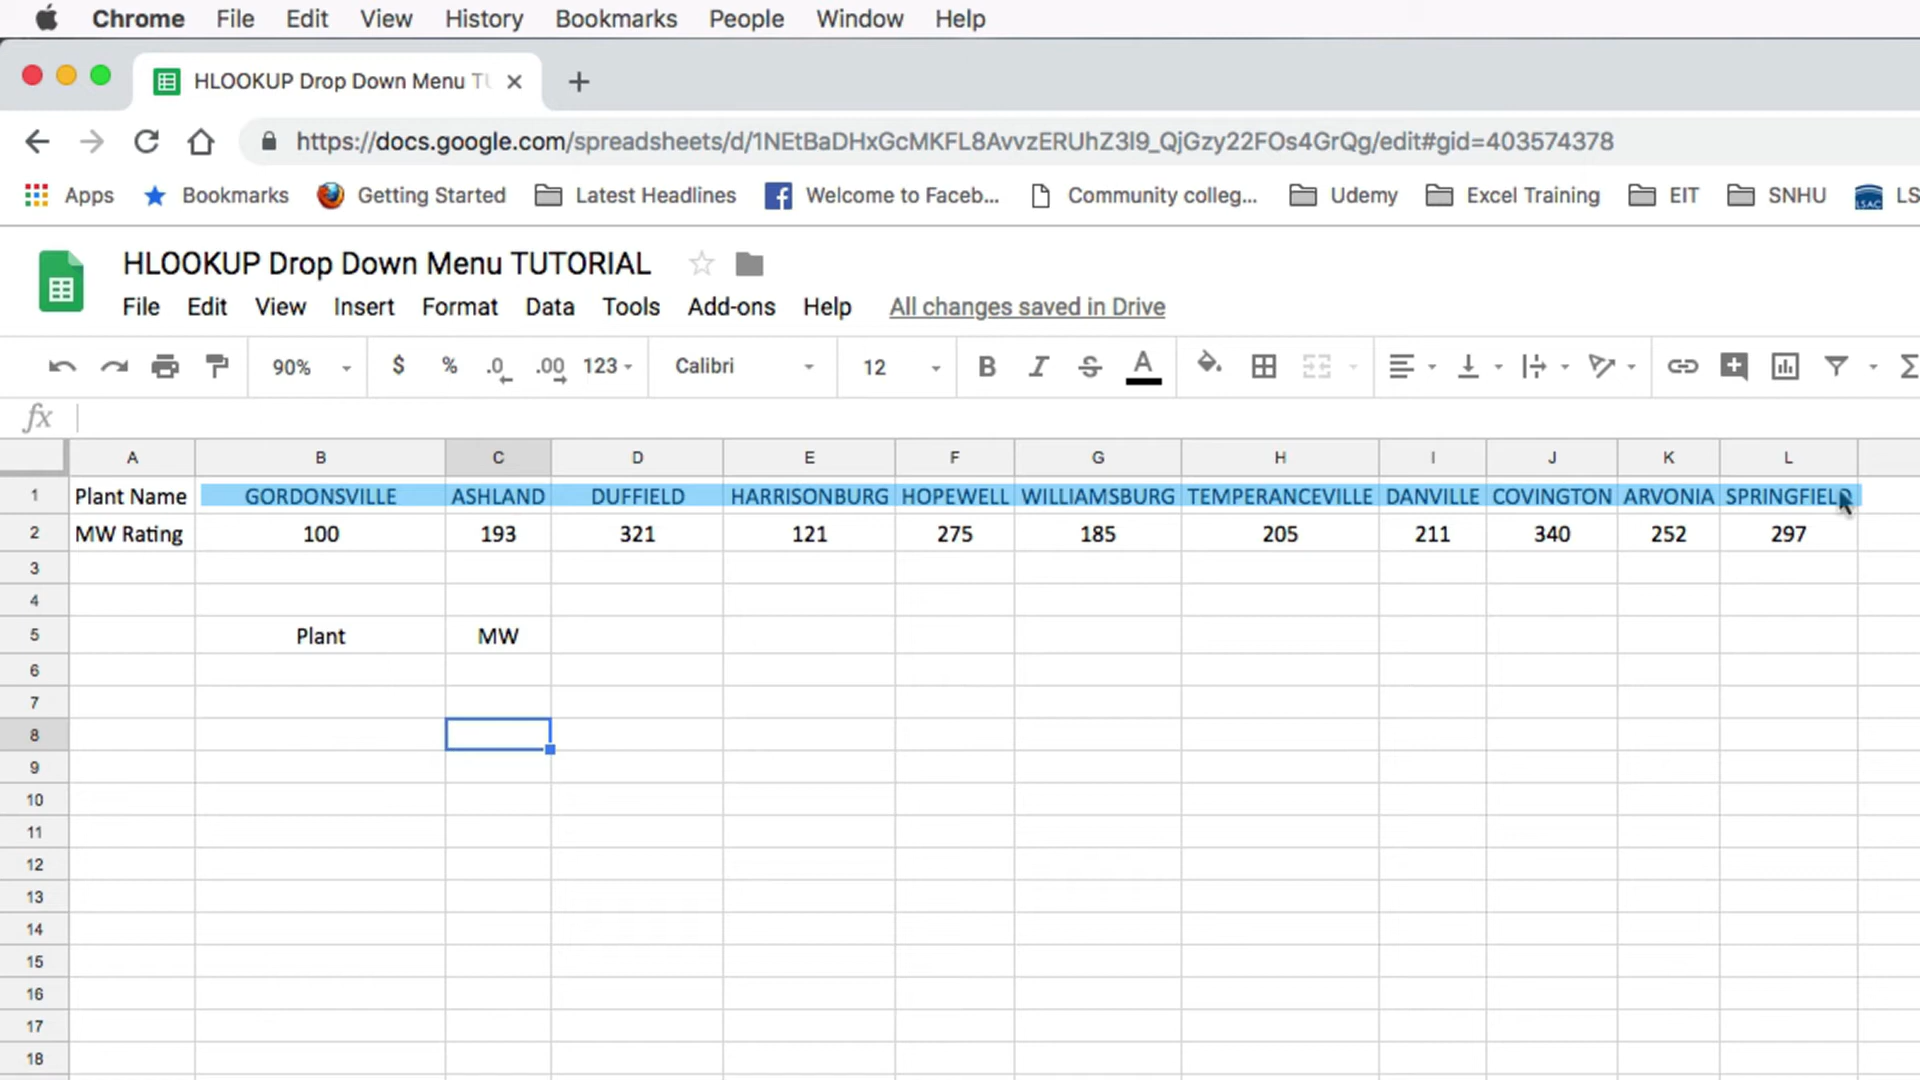 Chrome File Edit View History Bookmarks People Window Help
HLOOKUP Drop Down Menu TU
https://docs.google.com/spreadsheets/d/1NEtBaDHxGcMKFL8AvvzERUhZ3l9_QjGzy22FOs4GrQg/edit#gid=403574378
Apps Bookmarks Getting Started Latest Headlines Welcome to Faceb... Community colleg... Udemy Excel Training EIT SNHU LSAC LS
HLOOKUP Drop Down Menu TUTORIAL
File Edit View Insert Format Data Tools Add-ons Help All changes saved in Drive
90% $ % .0 .00 123 Calibri 12 B I S A Σ
fx
A B C D E F G H I J K L
1 Plant Name GORDONSVILLE ASHLAND DUFFIELD HARRISONBURG HOPEWELL WILLIAMSBURG TEMPERANCEVILLE DANVILLE COVINGTON ARVONIA SPRINGFIELD
2 MW Rating 100 193 321 121 275 185 205 211 340 252 297
3
4
5 Plant MW
6
7
8
9
10
11
12
13
14
15
16
17
18